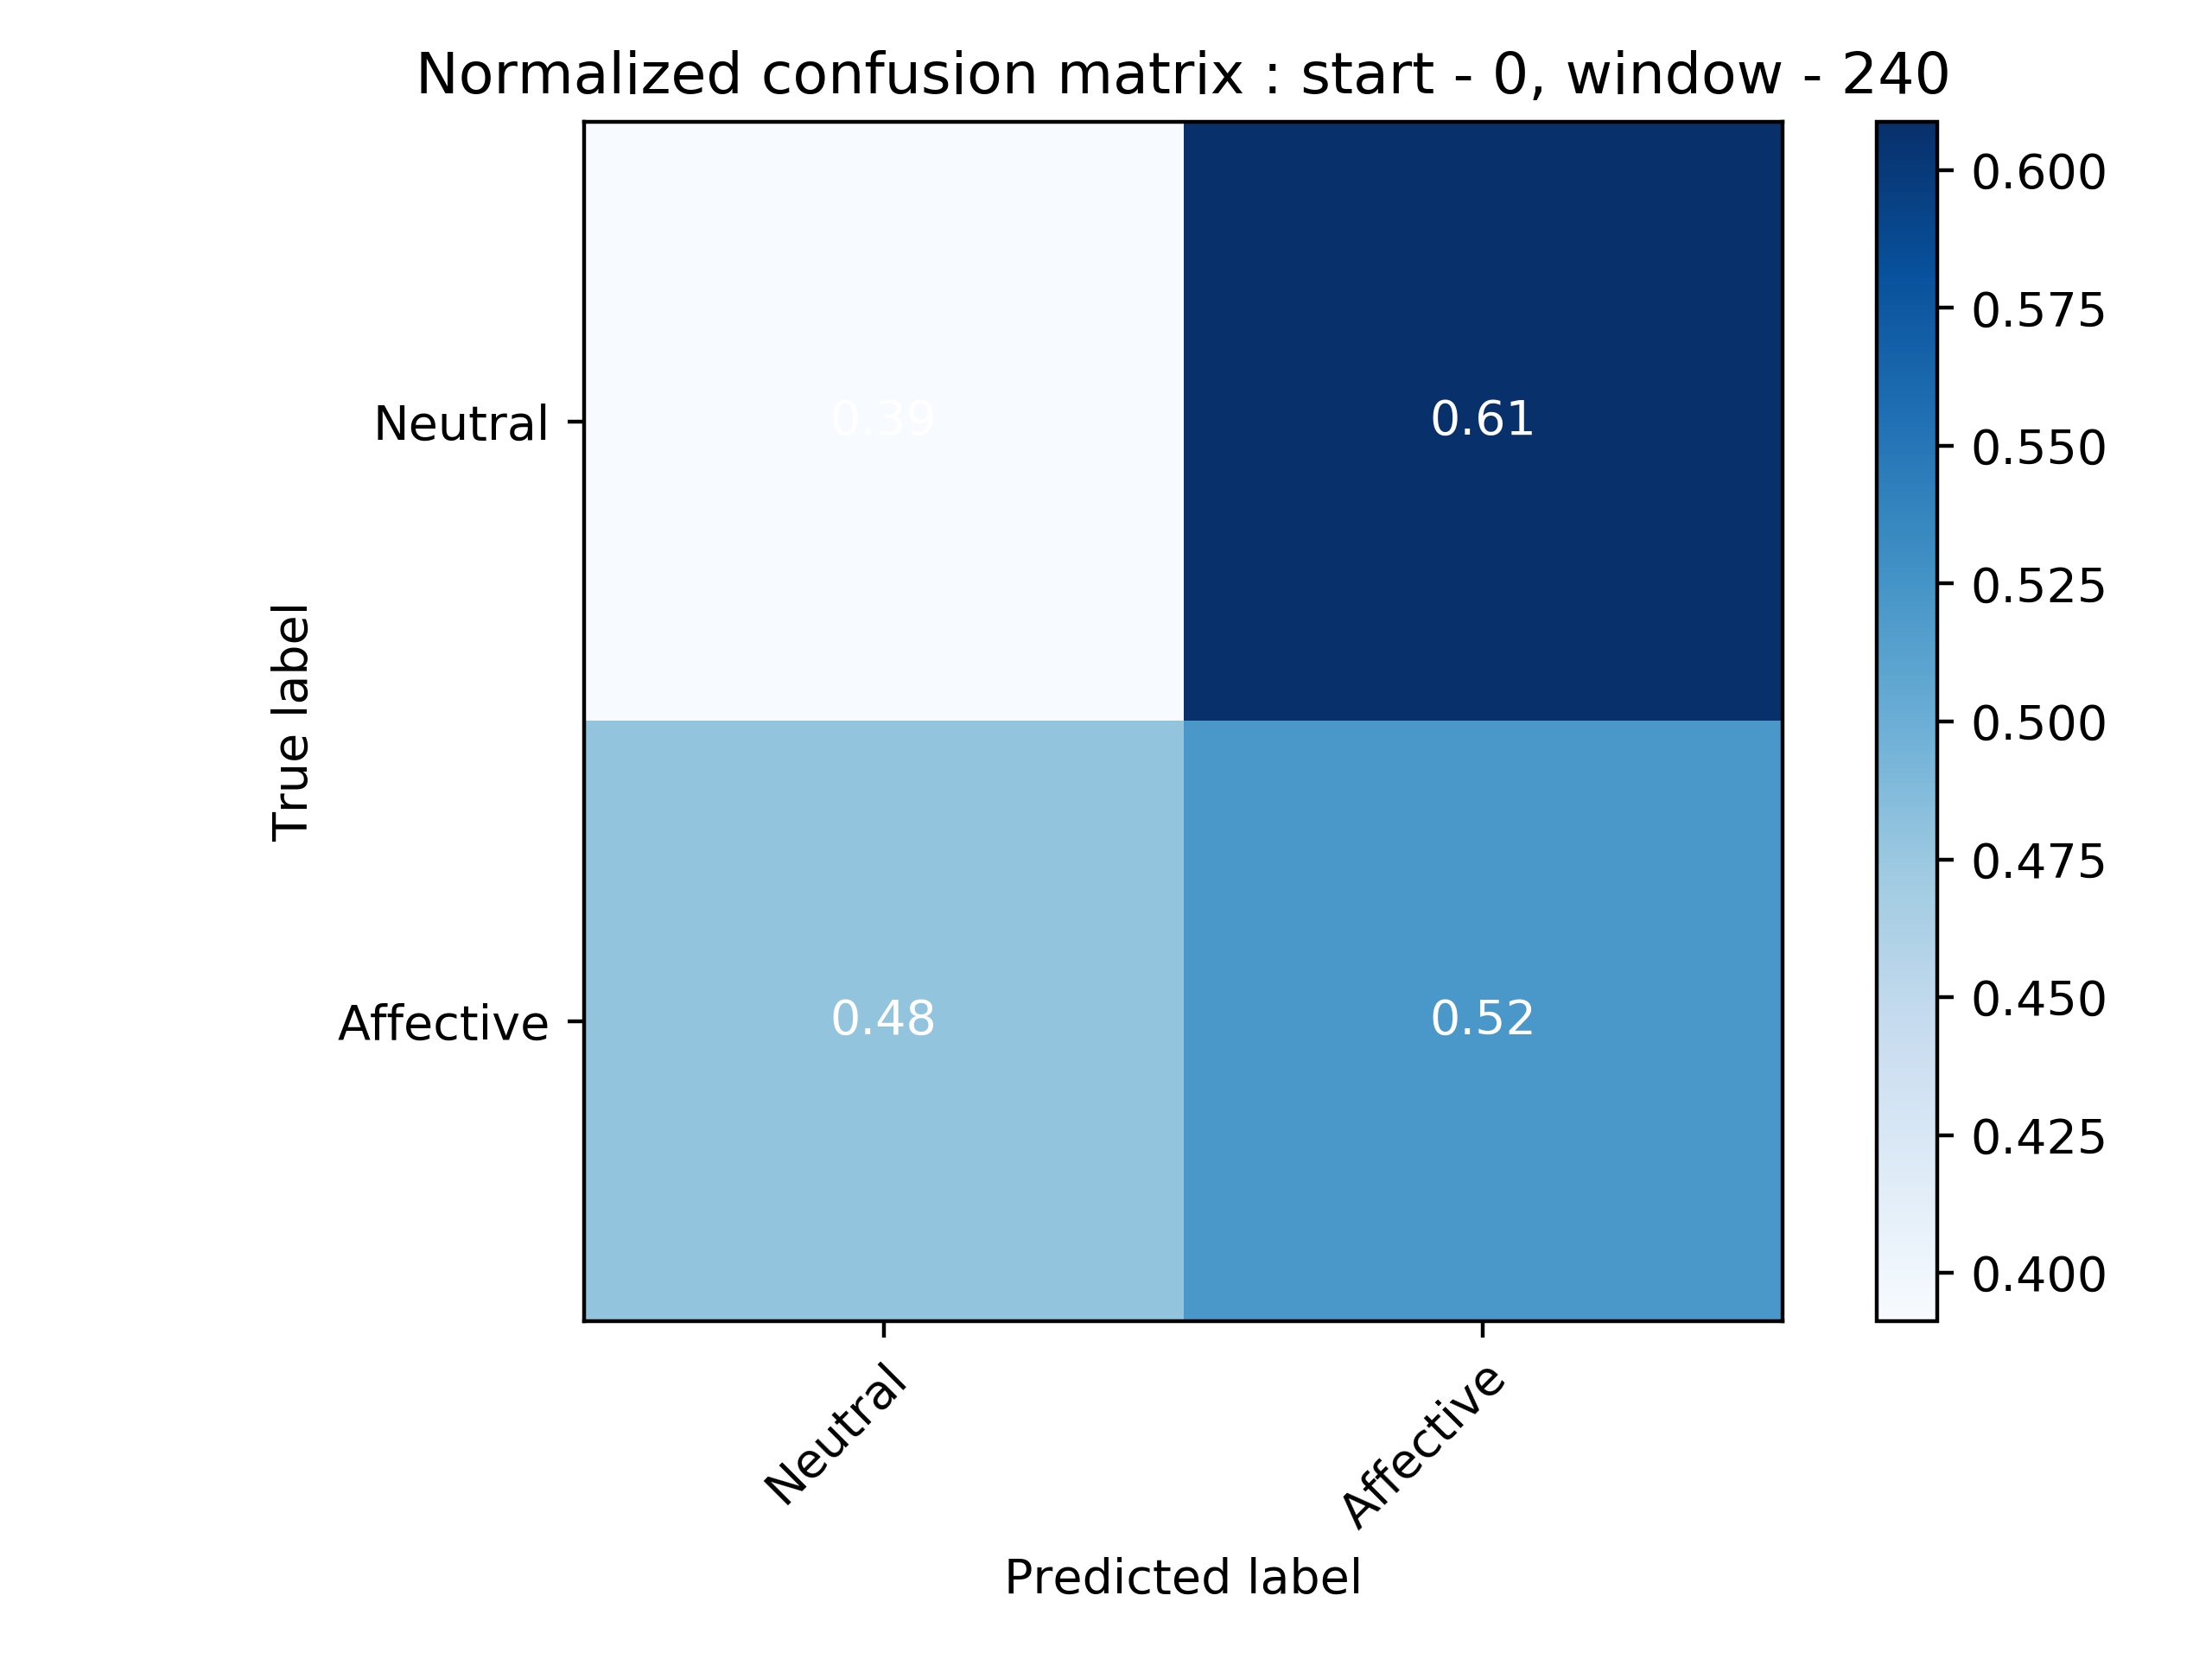 Normalized confusion matrix : start - 0, window - 240
True label
Neutral
0.39
0.61
Affective
0.48
0.52
Neutral
Affective
Predicted label
0.600
0.575
0.550
0.525
0.500
0.475
0.450
0.425
0.400